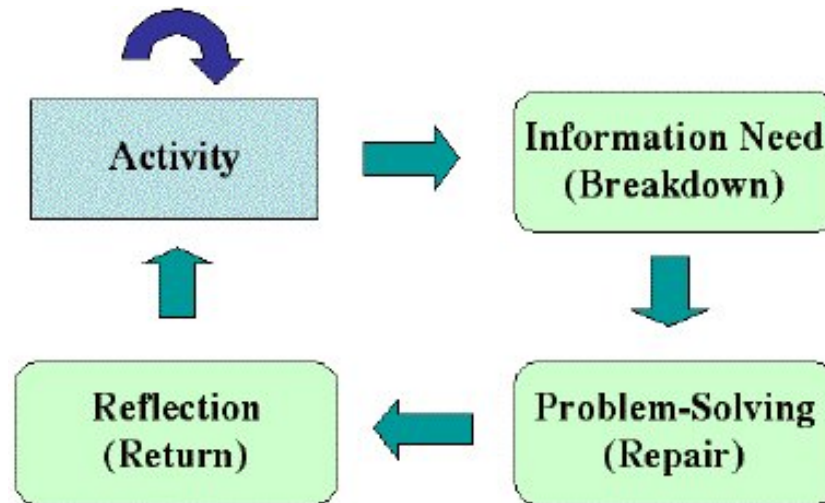 Activity
Information Need
(Breakdown)
Reflection
(Return)
Problem-Solving
(Repair)